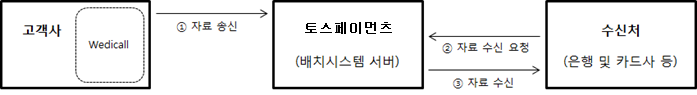 고객사
Wedicall
① 자료 송신
토스페이먼츠
(배치시스템 서버)
② 자료 수신 요청
③ 자료 수신
수신처
(은행 및 카드사 등)